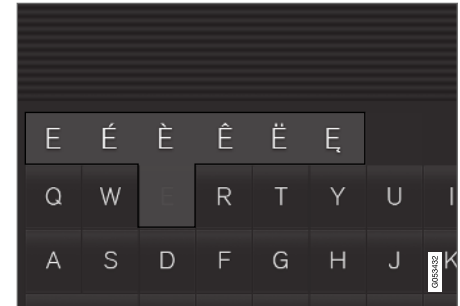 E É È Ê Ë Ę
Q W E R T Y U I
A S D F G H J K
G053432